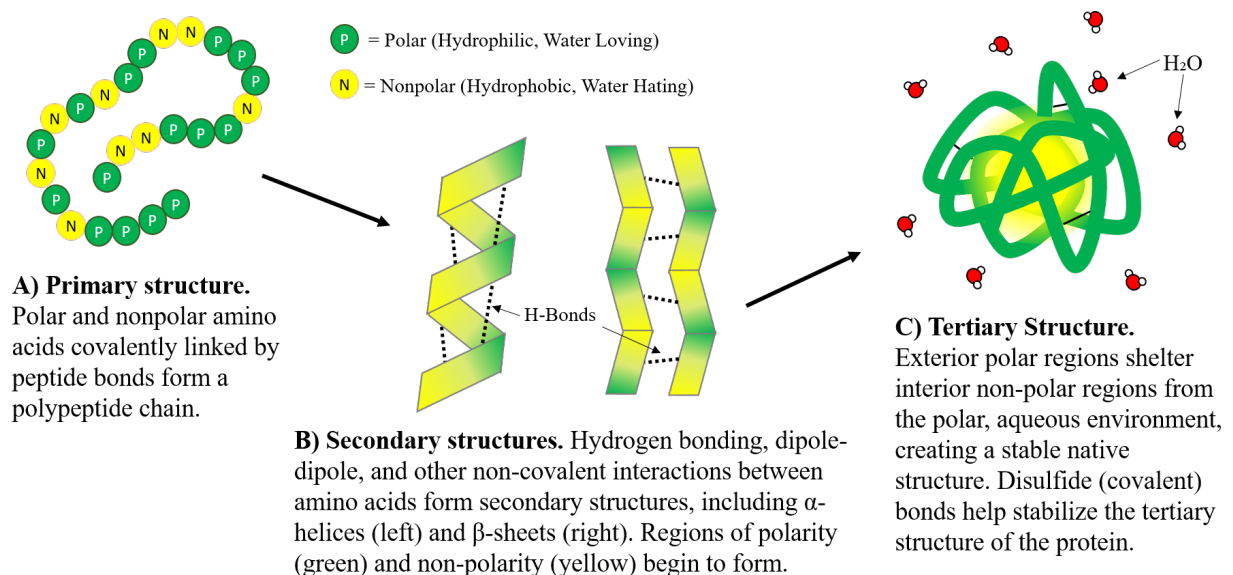 P = Polar (Hydrophilic, Water Loving)
N = Nonpolar (Hydrophobic, Water Hating)
N N P P P P P N P N P N P N P N P P P P
P P P N N P
H₂O
H-Bonds
A) Primary structure.
Polar and nonpolar amino
acids covalently linked by
peptide bonds form a
polypeptide chain.
B) Secondary structures. Hydrogen bonding, dipole-
dipole, and other non-covalent interactions between
amino acids form secondary structures, including α-
helices (left) and β-sheets (right). Regions of polarity
(green) and non-polarity (yellow) begin to form.
C) Tertiary Structure.
Exterior polar regions shelter
interior non-polar regions from
the polar, aqueous environment,
creating a stable native
structure. Disulfide (covalent)
bonds help stabilize the tertiary
structure of the protein.